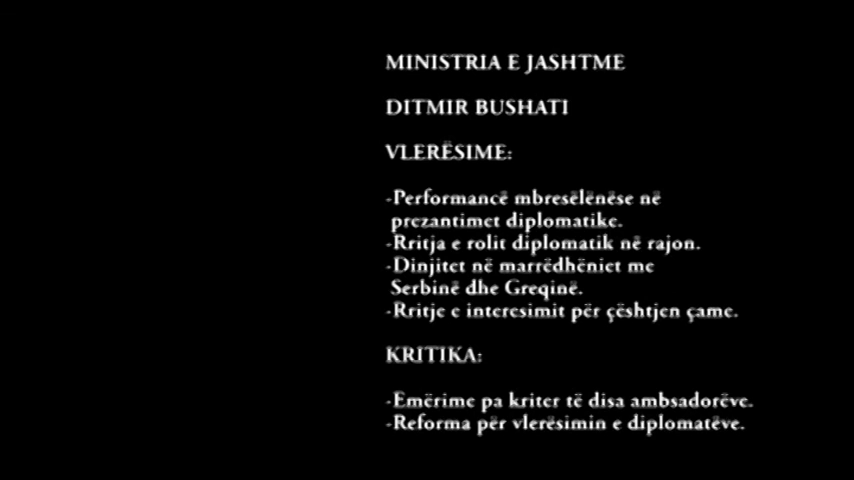 MINISTRIA E JASHTME
DITMIR BUSHATI
VLERËSIME:
-Performancë mbresëlënëse në
prezantimet diplomatike.
-Rritja e rolit diplomatik në rajon.
-Dinjitet në marrëdhëniet me
Serbinë dhe Greqinë.
-Rritje e interesimit për çështjen çame.
KRITIKA:
-Emërime pa kriter të disa ambsadorëve.
-Reforma për vlerësimin e diplomatëve.